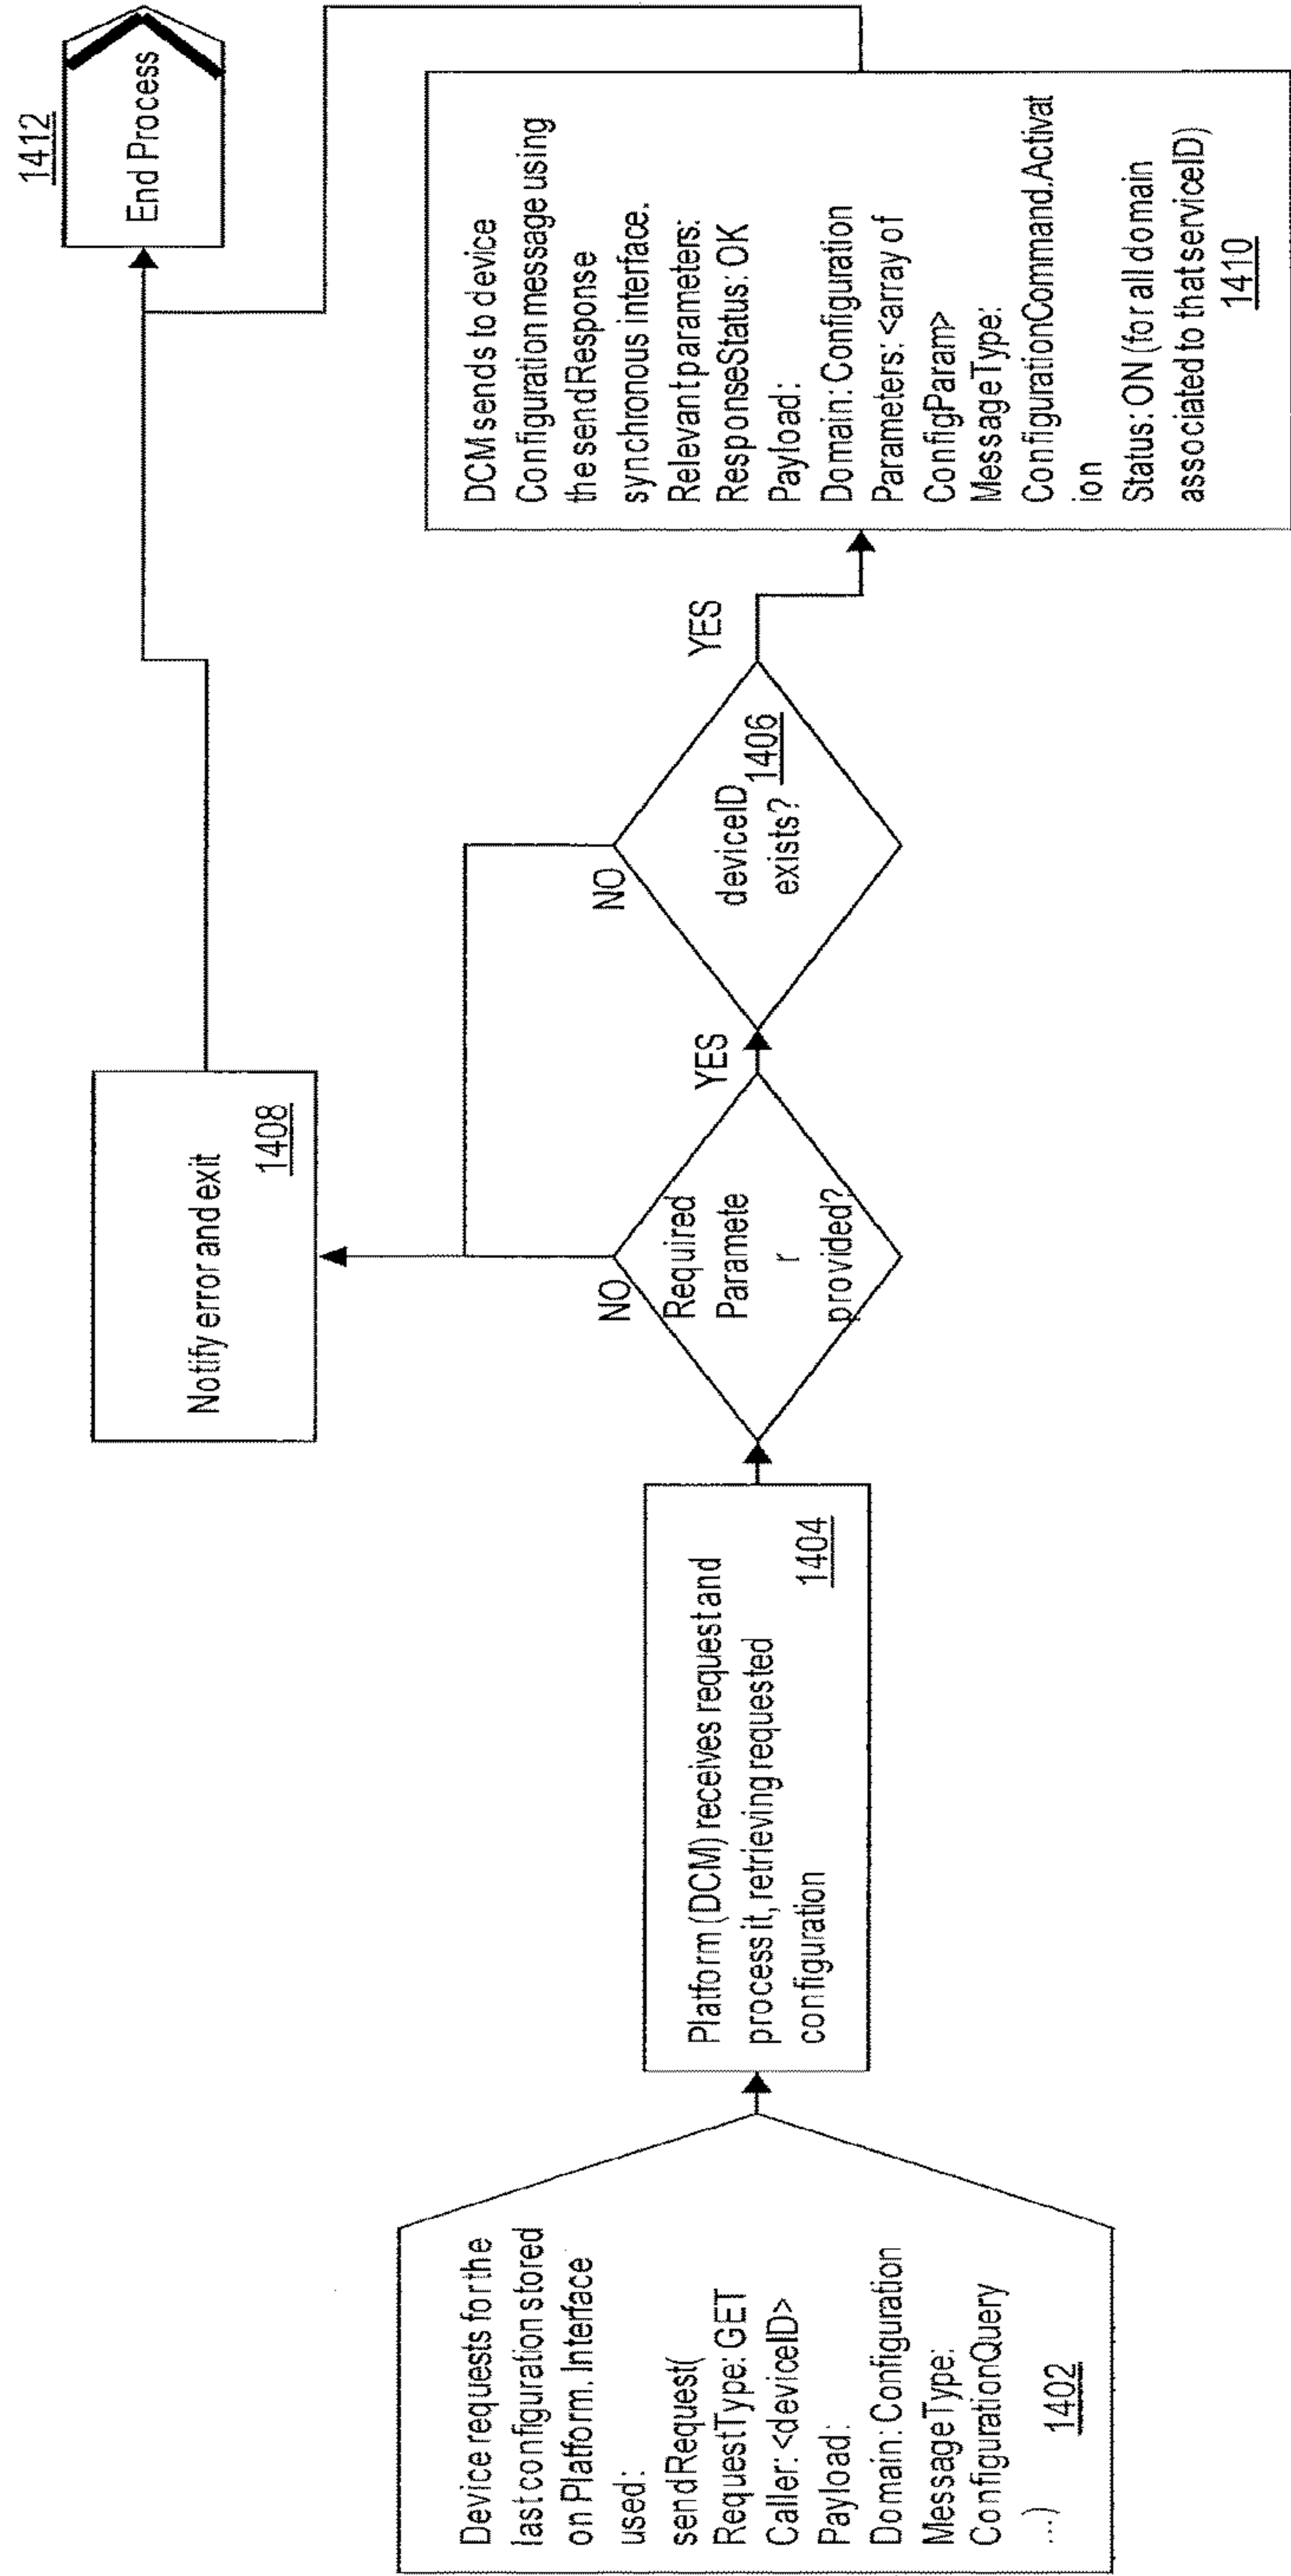 Device requests for the
last configuration stored
on Platform. Interface
used:
sendRequest(
RequestType: GET
Caller: <deviceID>
Payload:
Domain: Configuration
MessageType:
ConfigurationQuery
...)
1402
Platform (DCM) receives request and
process it, retrieving requested
configuration
1404
Required
Paramete
r
provided?
NO
YES
Notify error and exit
1408
deviceID
exists?
1406
NO
YES
DCM sends to device
Configuration message using
the sendResponse
synchronous interface.
Relevant parameters:
ResponseStatus: OK
Payload:
Domain: Configuration
Parameters: <array of
ConfigParam>
MessageType:
ConfigurationCommand.Activat
ion
Status: ON (for all domain
associated to that serviceID)
1410
End Process
1412